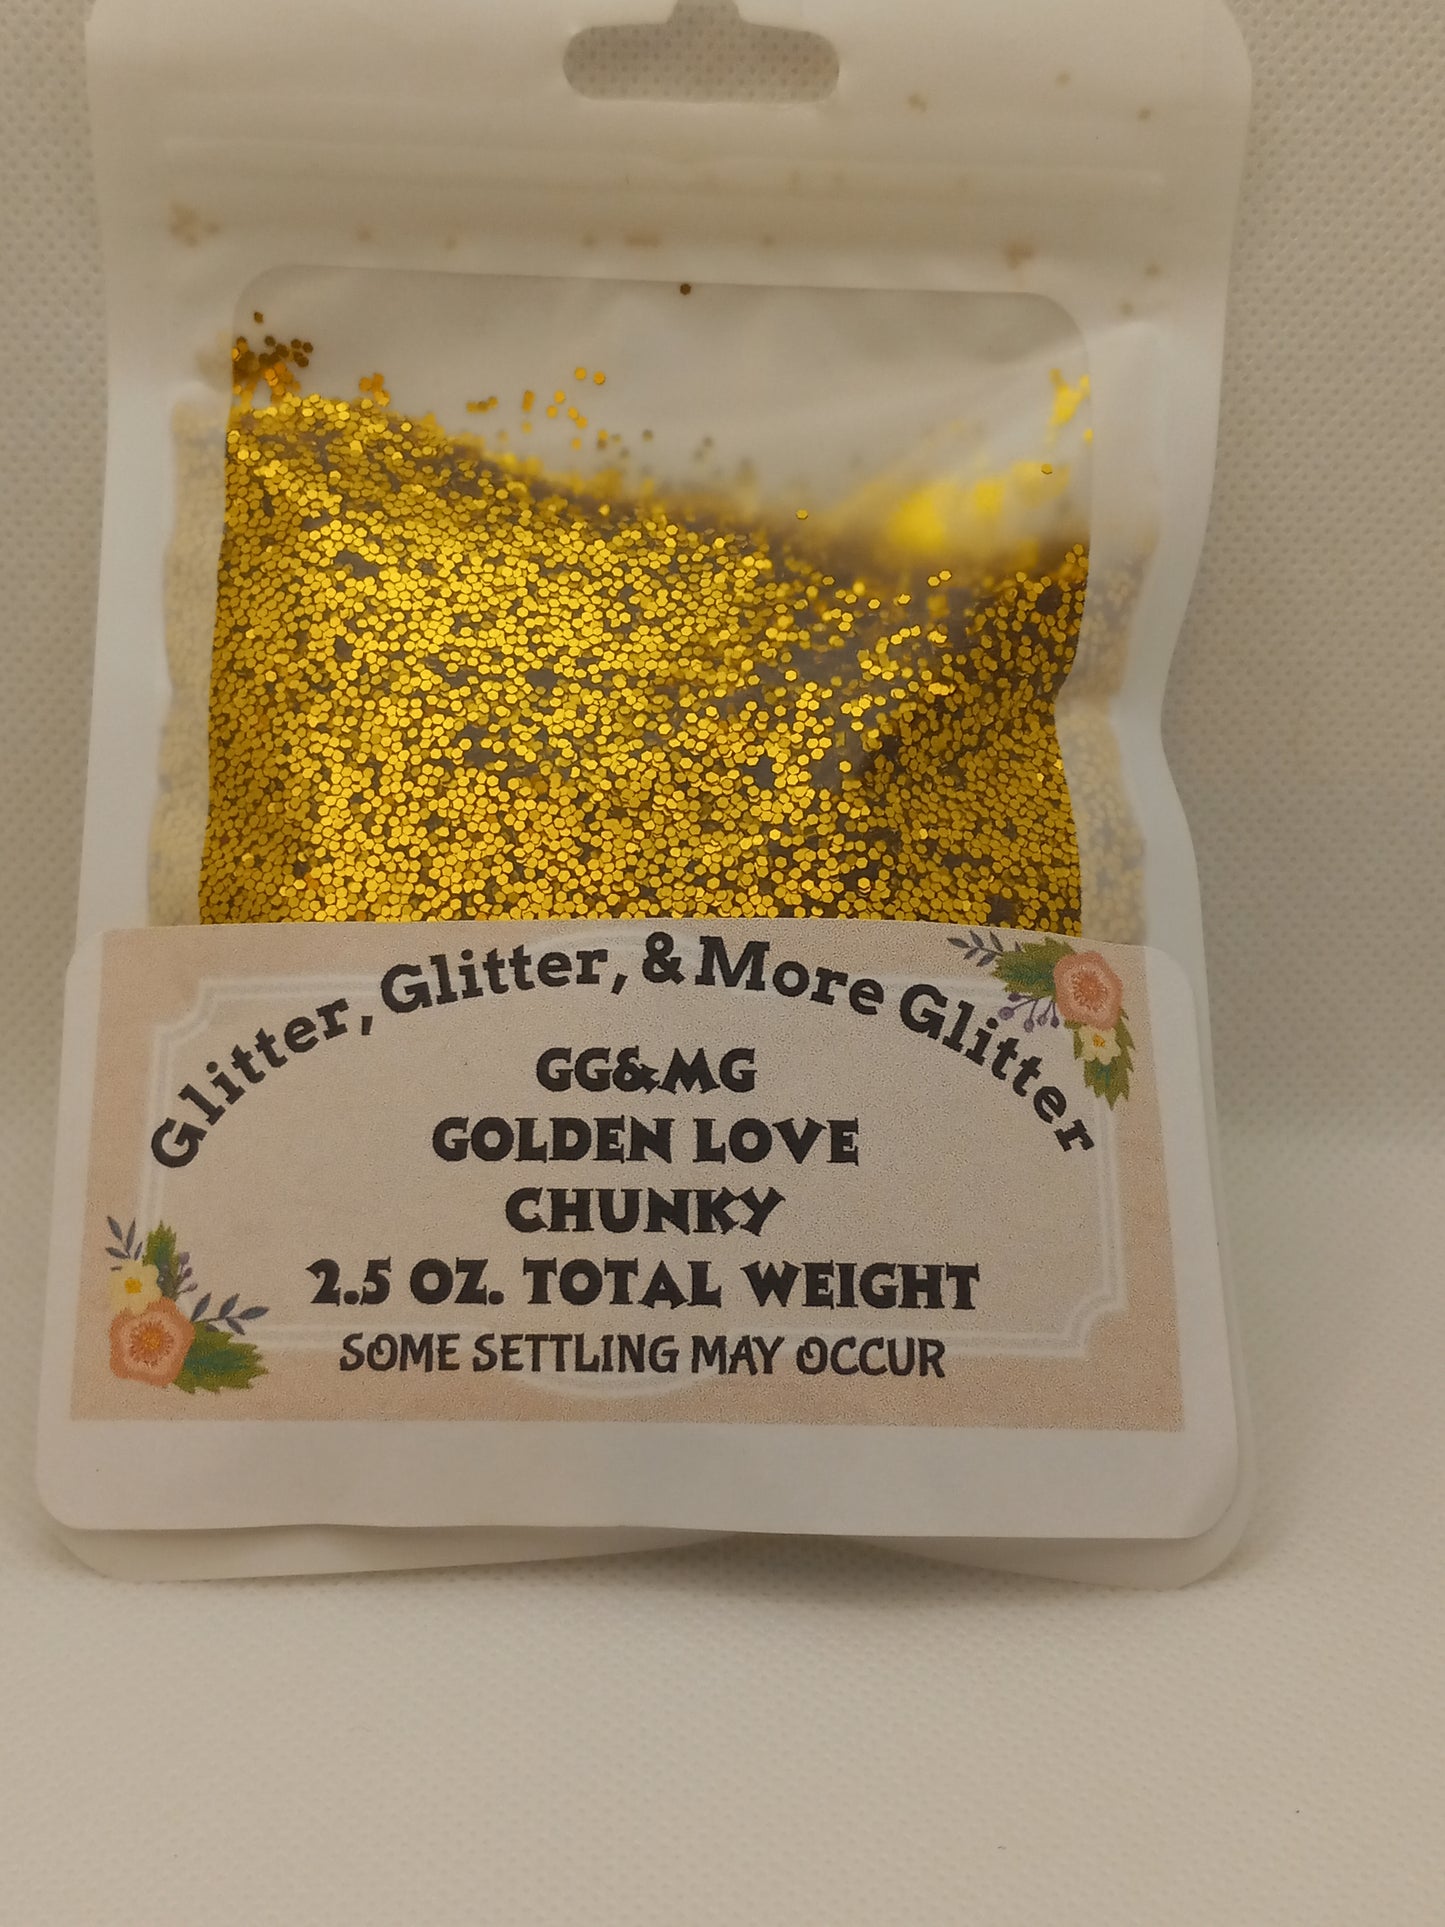 Glitter, Glitter, & More Glitter
GG&MG
GOLDEN LOVE
CHUNKY
2.5 OZ. TOTAL WEIGHT
SOME SETTLING MAY OCCUR